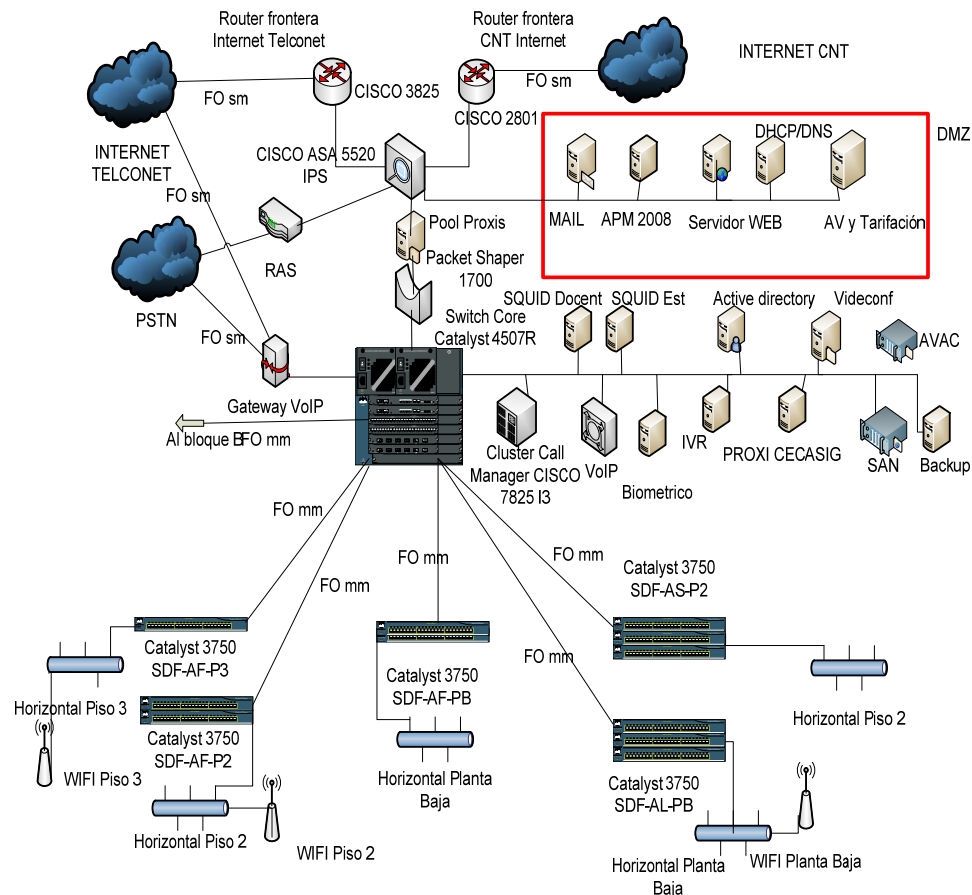 Router frontera
Internet Telconet
Router frontera
CNT Internet
INTERNET CNT
FO sm
FO sm
CISCO 3825
CISCO 2801
DHCP/DNS
DMZ
INTERNET
TELCONET
CISCO ASA 5520
IPS
FO sm
MAIL
APM 2008
Servidor WEB
AV y Tarifación
Pool Proxis
RAS
Packet Shaper
1700
PSTN
SQUID Docent
SQUID Est
Active directory
Videconf
Switch Core
Catalyst 4507R
AVAC
FO sm
Gateway VoIP
Al bloque B
FO mm
Cluster Call
Manager CISCO
7825 I3
VoIP
Biometrico
IVR
PROXI CECASIG
SAN
Backup
FO mm
FO mm
FO mm
FO mm
FO mm
Catalyst 3750
SDF-AS-P2
Catalyst 3750
SDF-AF-P3
Catalyst 3750
SDF-AF-PB
Horizontal Piso 3
Horizontal Piso 2
Catalyst 3750
SDF-AF-P2
WIFI Piso 3
Horizontal Planta
Baja
Catalyst 3750
SDF-AL-PB
Horizontal Piso 2
WIFI Piso 2
Horizontal Planta
Baja
WIFI Planta Baja